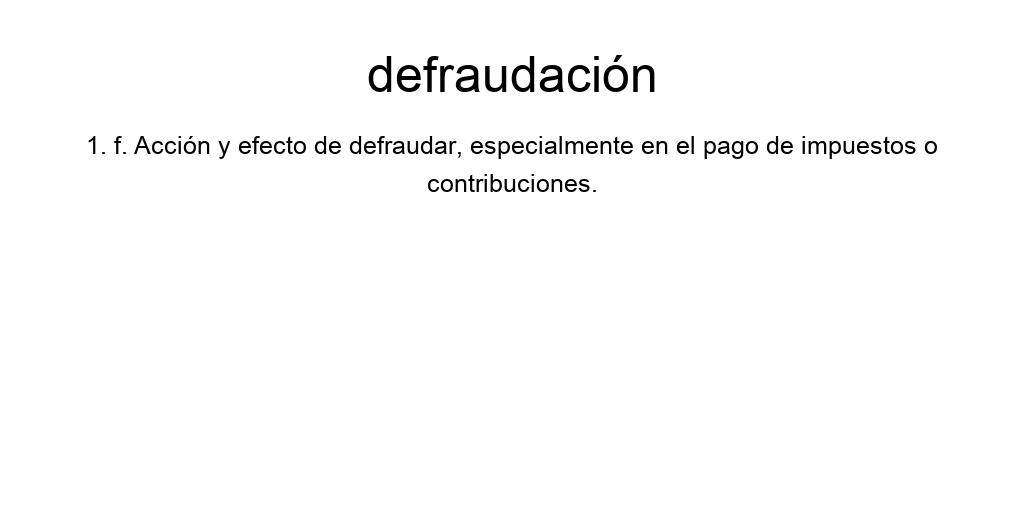 defraudación
1. f. Acción y efecto de defraudar, especialmente en el pago de impuestos o
contribuciones.